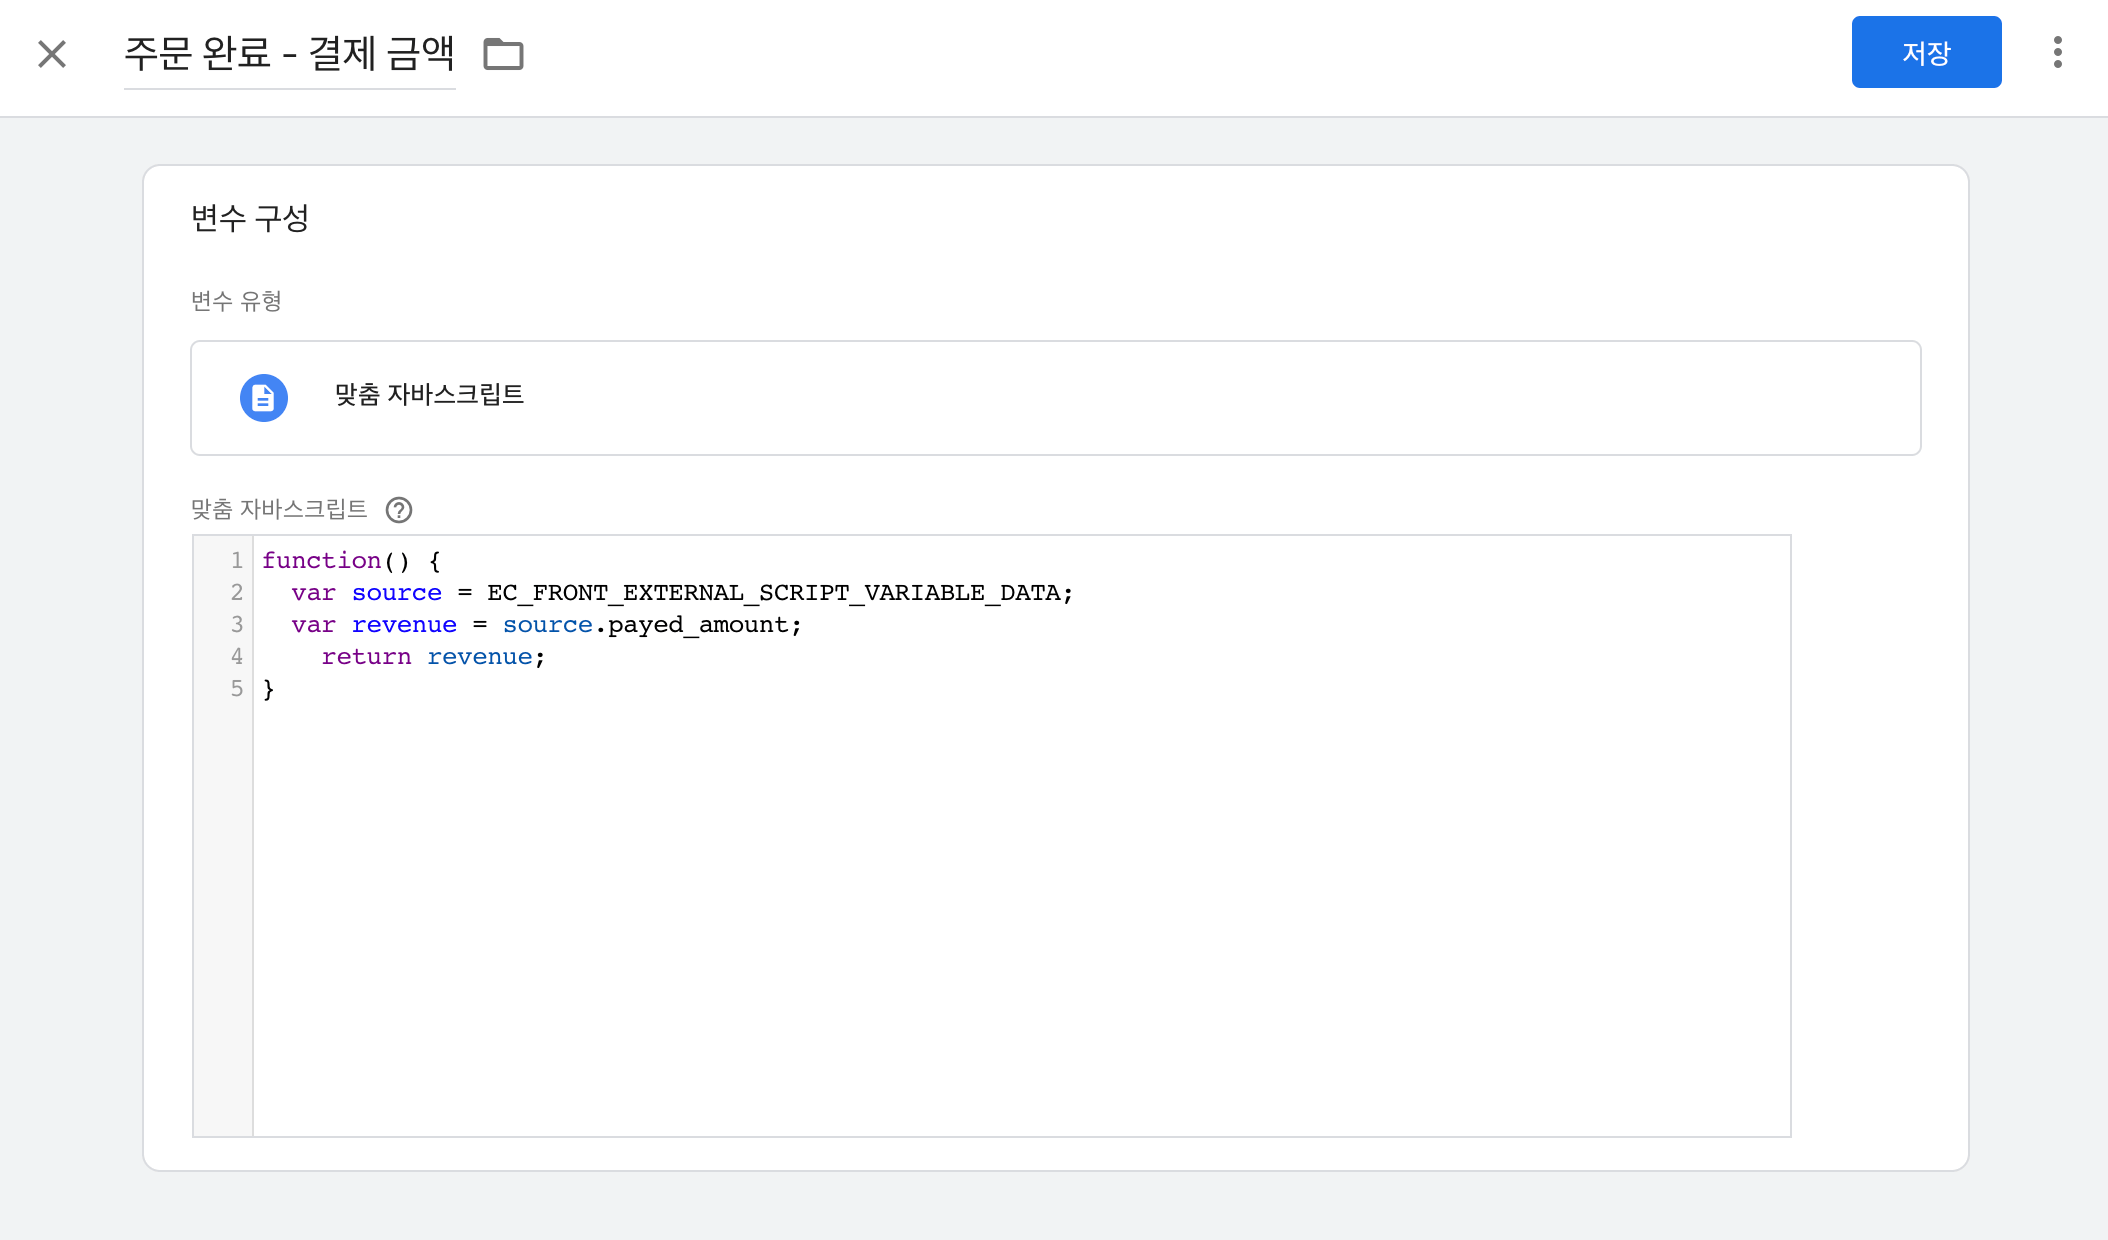 주문 완료 - 결제 금액
저장
변수 구성
변수 유형
맞춤 자바스크립트
맞춤 자바스크립트
1 function() {
2   var source = EC_FRONT_EXTERNAL_SCRIPT_VARIABLE_DATA;
3   var revenue = source.payed_amount;
4     return revenue;
5 }